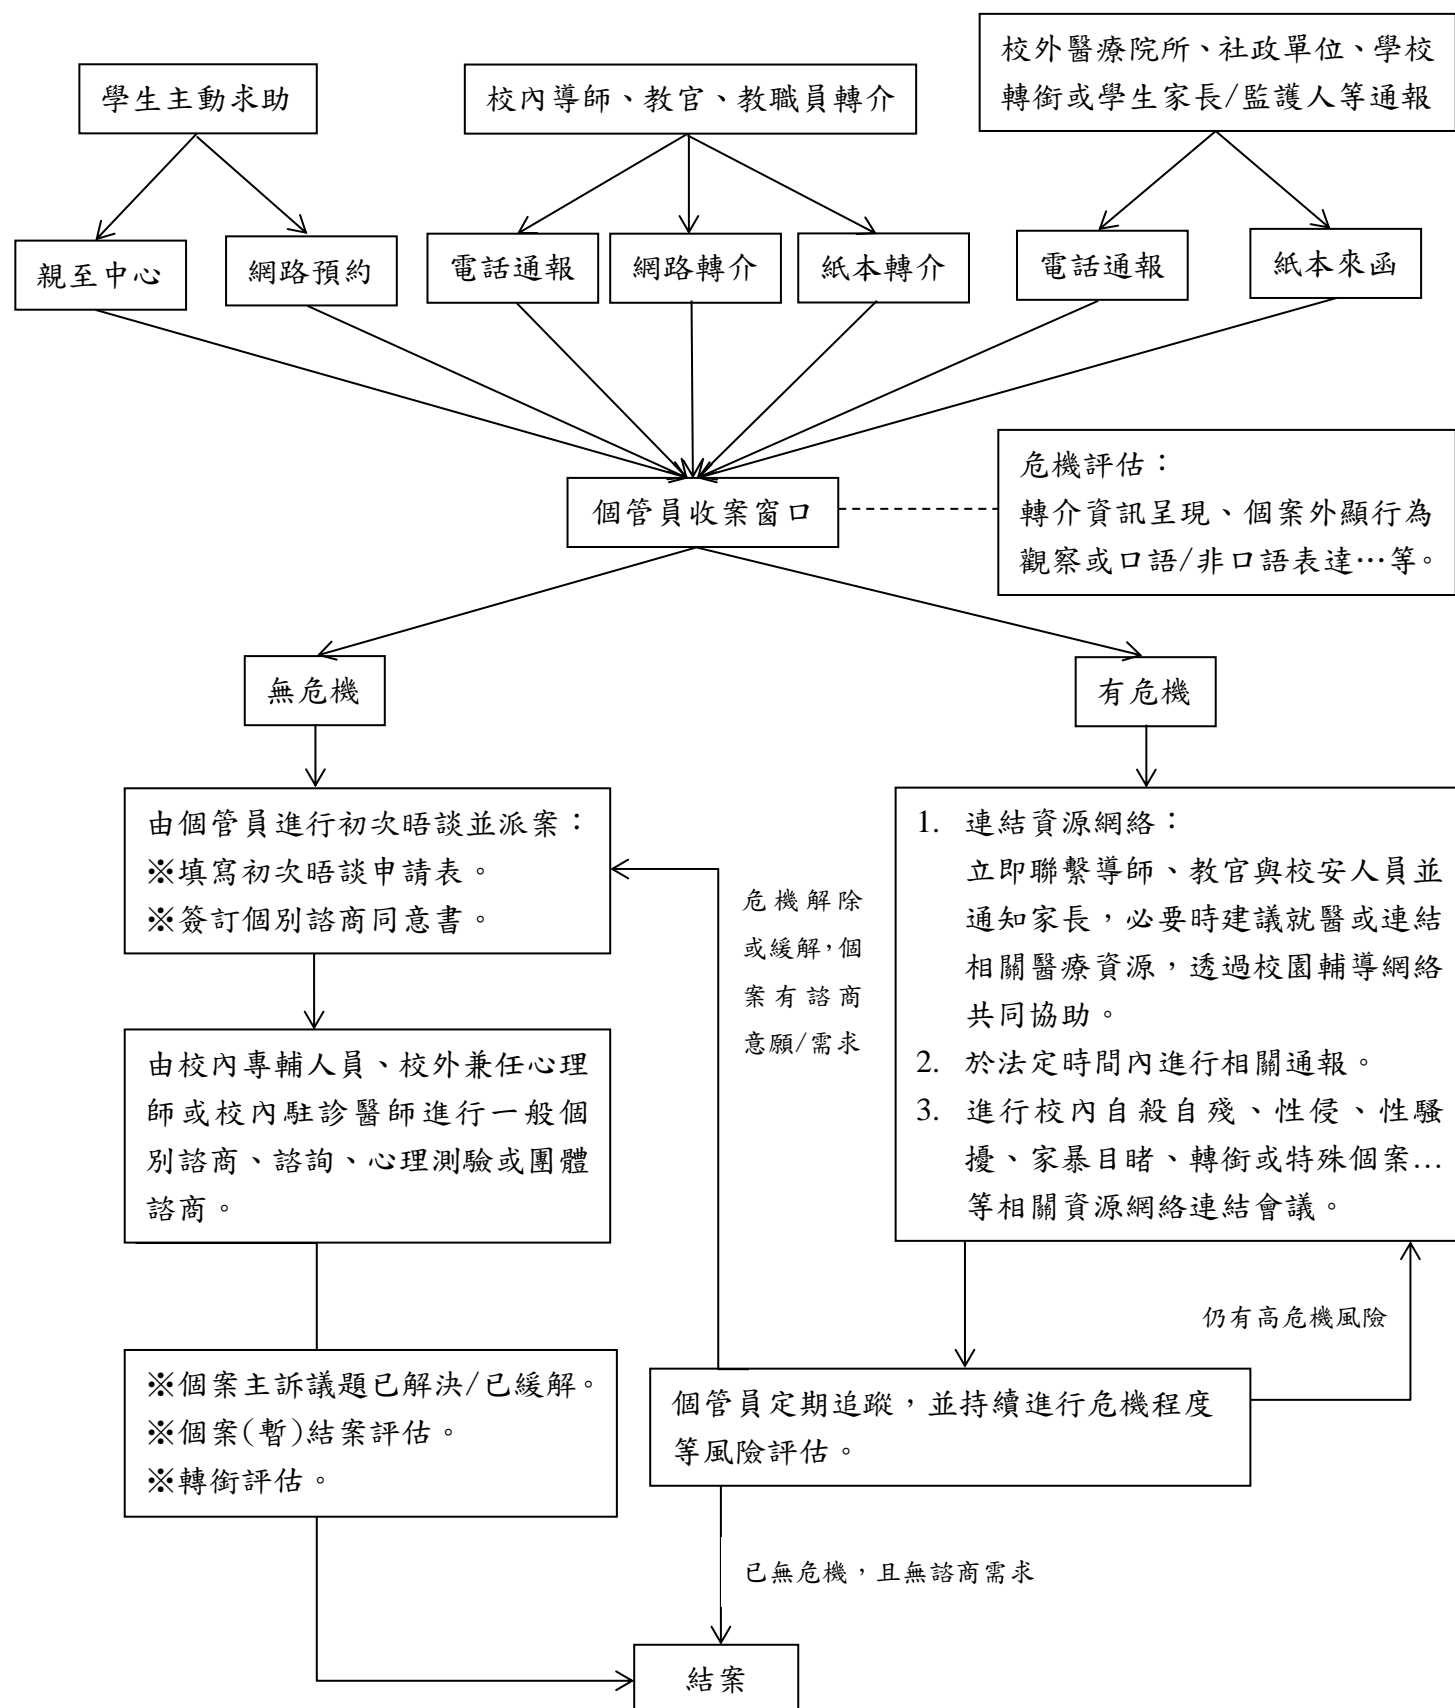 學生主動求助
校內導師、教官、教職員轉介
校外醫療院所、社政單位、學校
轉銜或學生家長/監護人等通報
親至中心
網路預約
電話通報
網路轉介
紙本轉介
電話通報
紙本來函
個管員收案窗口
危機評估：
轉介資訊呈現、個案外顯行為
觀察或口語/非口語表達…等。
無危機
有危機
由個管員進行初次晤談並派案：
※填寫初次晤談申請表。
※簽訂個別諮商同意書。
危機解除
或緩解，個
案有諮商
意願/需求
1. 連結資源網絡：
立即聯繫導師、教官與校安人員並
通知家長，必要時建議就醫或連結
相關醫療資源，透過校園輔導網絡
共同協助。
2. 於法定時間內進行相關通報。
3. 進行校內自殺自殘、性侵、性騷
擾、家暴目睹、轉銜或特殊個案…
等相關資源網絡連結會議。
由校內專輔人員、校外兼任心理
師或校內駐診醫師進行一般個
別諮商、諮詢、心理測驗或團體
諮商。
仍有高危機風險
※個案主訴議題已解決/已緩解。
※個案(暫)結案評估。
※轉銜評估。
個管員定期追蹤，並持續進行危機程度
等風險評估。
已無危機，且無諮商需求
結案